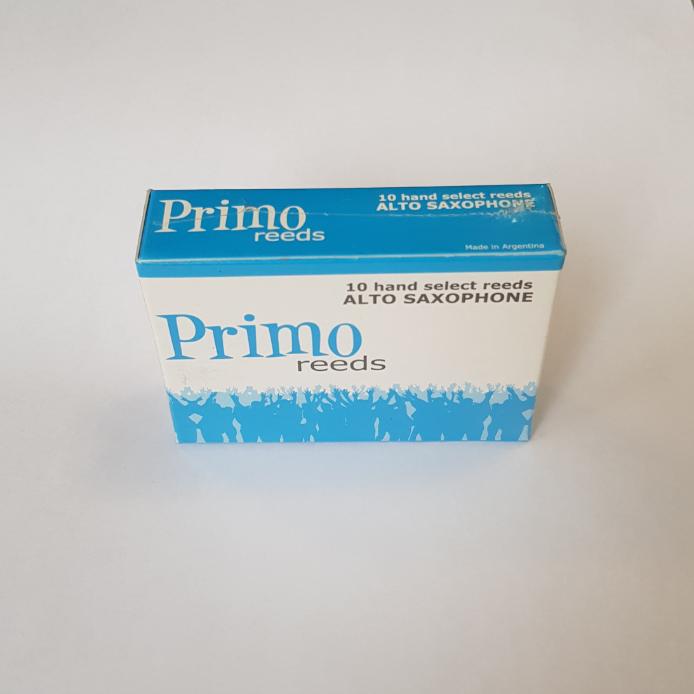 Primo
reeds
10 hand select reeds
ALTO SAXOPHONE
Made in Argentina
10 hand select reeds
ALTO SAXOPHONE
Primo
reeds